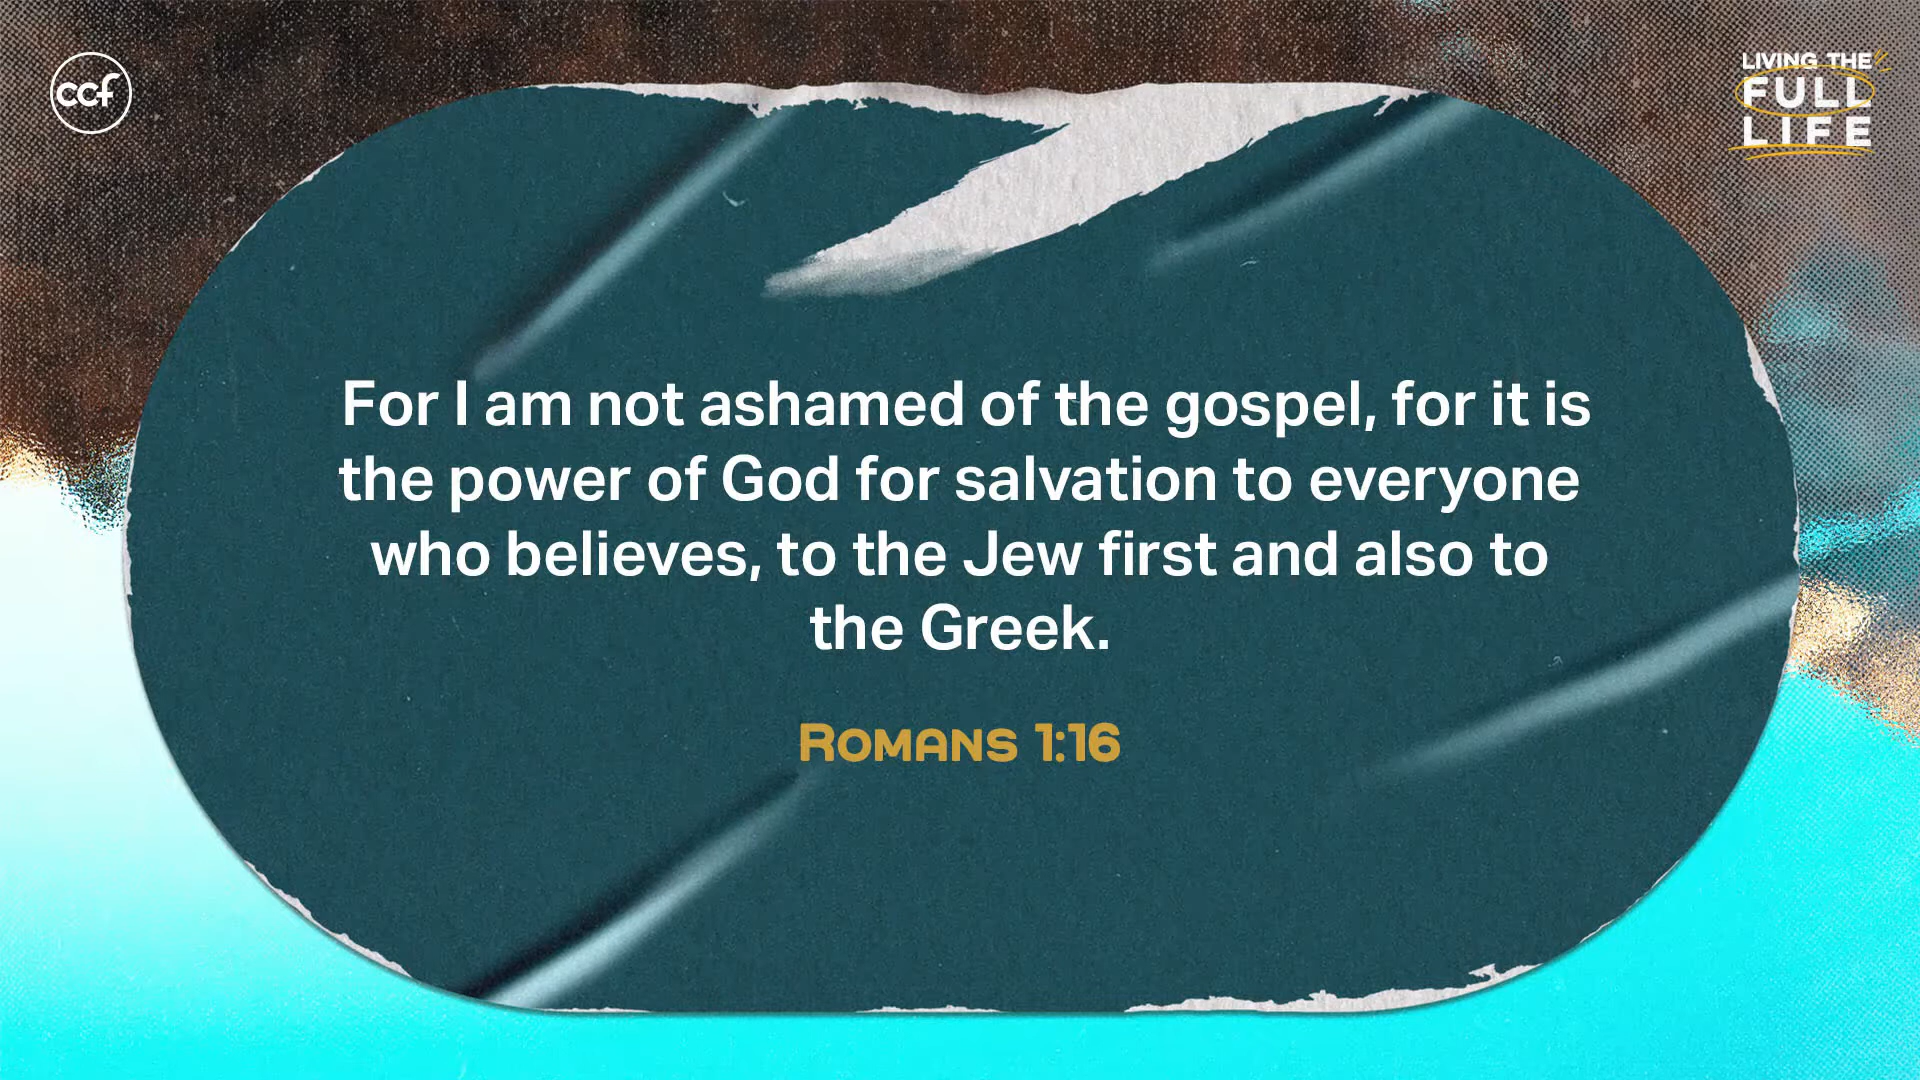 ccf
LIVING THE
FULL
LIFE
For I am not ashamed of the gospel, for it is
the power of God for salvation to everyone
who believes, to the Jew first and also to
the Greek.
ROMANS 1:16